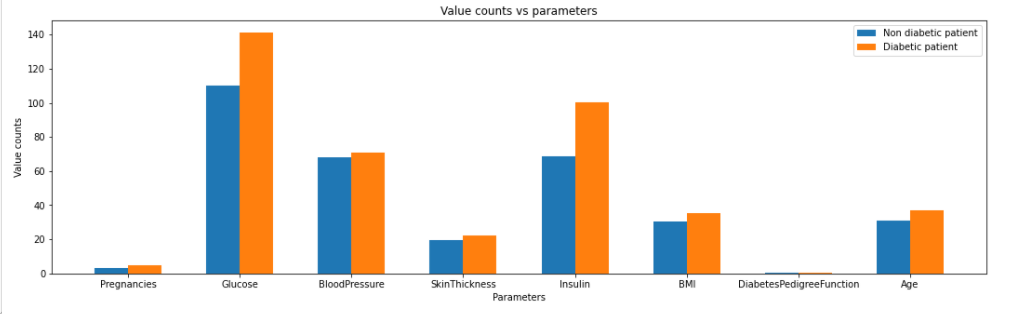 Value counts vs parameters
Non diabetic patient
Diabetic patient
140
120
100
80
60
40
20
0
Value counts
Pregnancies Glucose BloodPressure SkinThickness Insulin BMI DiabetesPedigreeFunction Age
Parameters